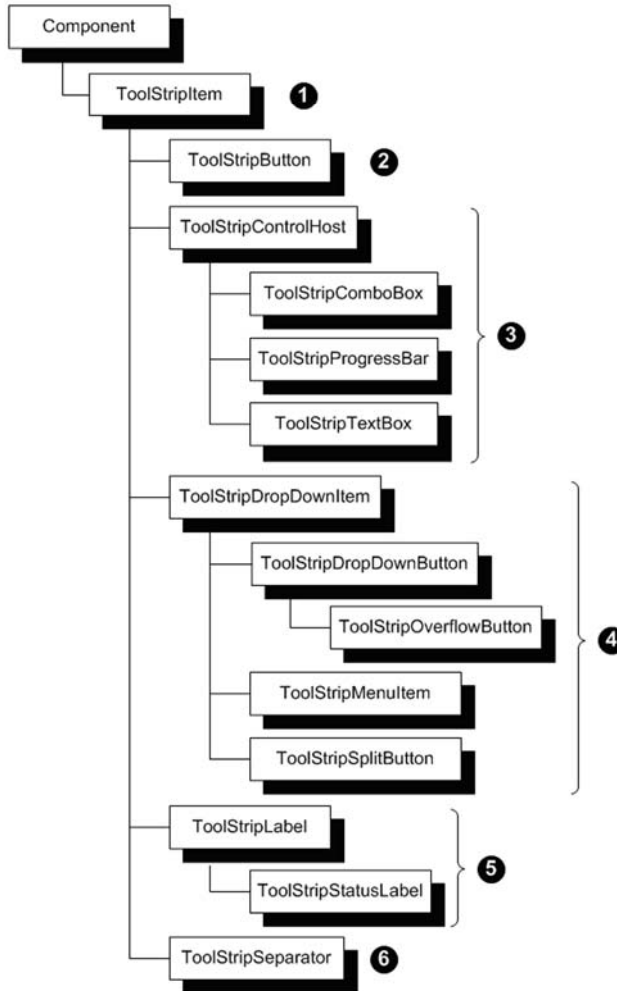 Component
ToolStripItem 1
ToolStripButton 2
ToolStripControlHost
ToolStripComboBox
3
ToolStripProgressBar
ToolStripTextBox
ToolStripDropDownItem
ToolStripDropDownButton
ToolStripOverflowButton
4
ToolStripMenuItem
ToolStripSplitButton
ToolStripLabel
5
ToolStripStatusLabel
ToolStripSeparator 6